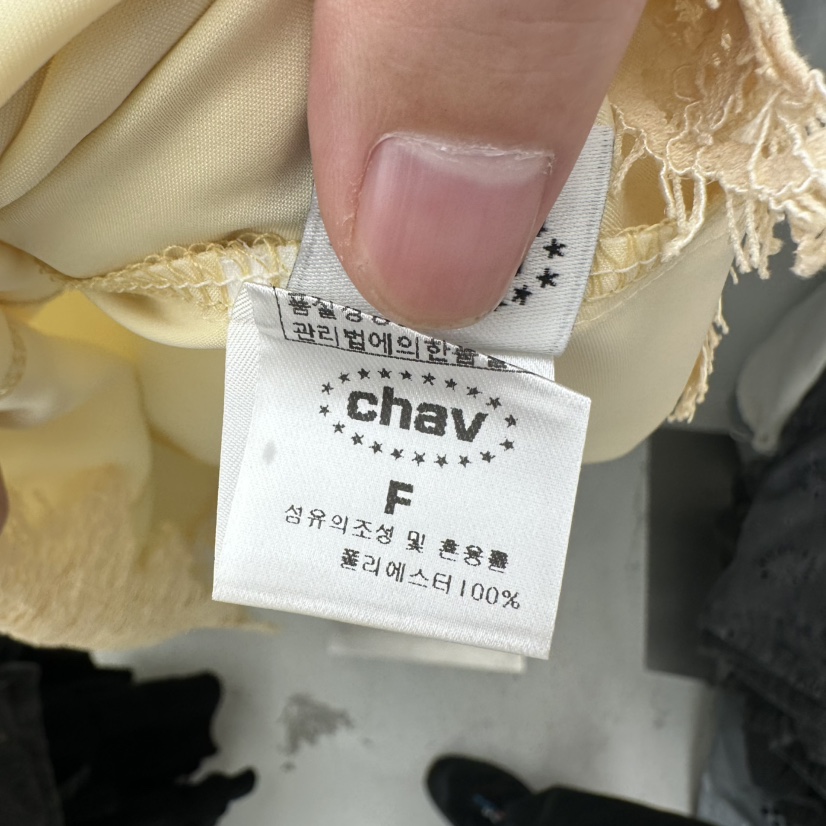 관리법에의한
chav
F
섬유의조성 및 혼용률
폴리에스터100%